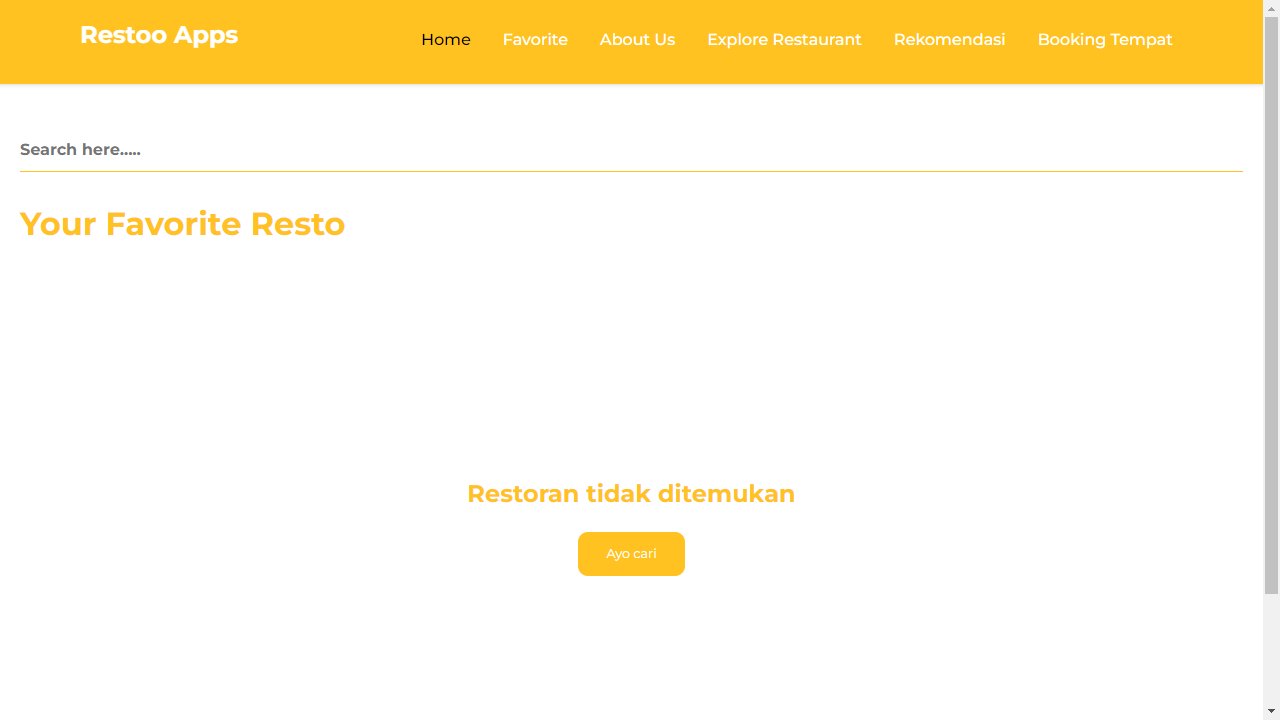 Restoo Apps
Home Favorite About Us Explore Restaurant Rekomendasi Booking Tempat
Search here.....
Your Favorite Resto
Restoran tidak ditemukan
Ayo cari